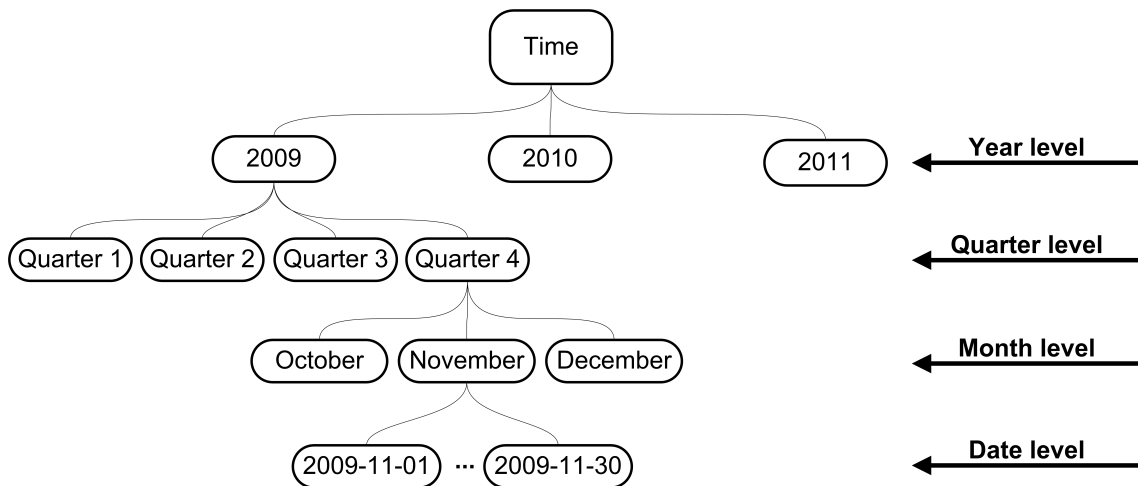 Time
2009
2010
2011
Year level
Quarter 1
Quarter 2
Quarter 3
Quarter 4
Quarter level
October
November
December
Month level
2009-11-01
...
2009-11-30
Date level